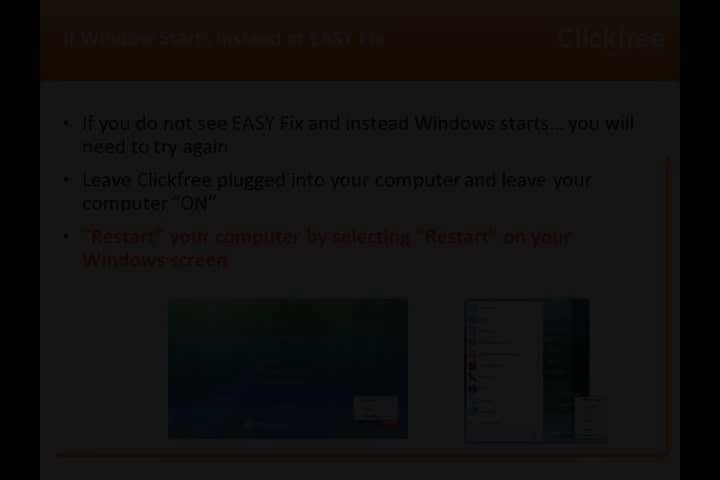 If Window Starts Instead of EASY Fix
Clickfree
• If you do not see EASY Fix and instead Windows starts… you will
need to try again
• Leave Clickfree plugged into your computer and leave your
computer “ON”
• “Restart” your computer by selecting “Restart” on your
Windows screen